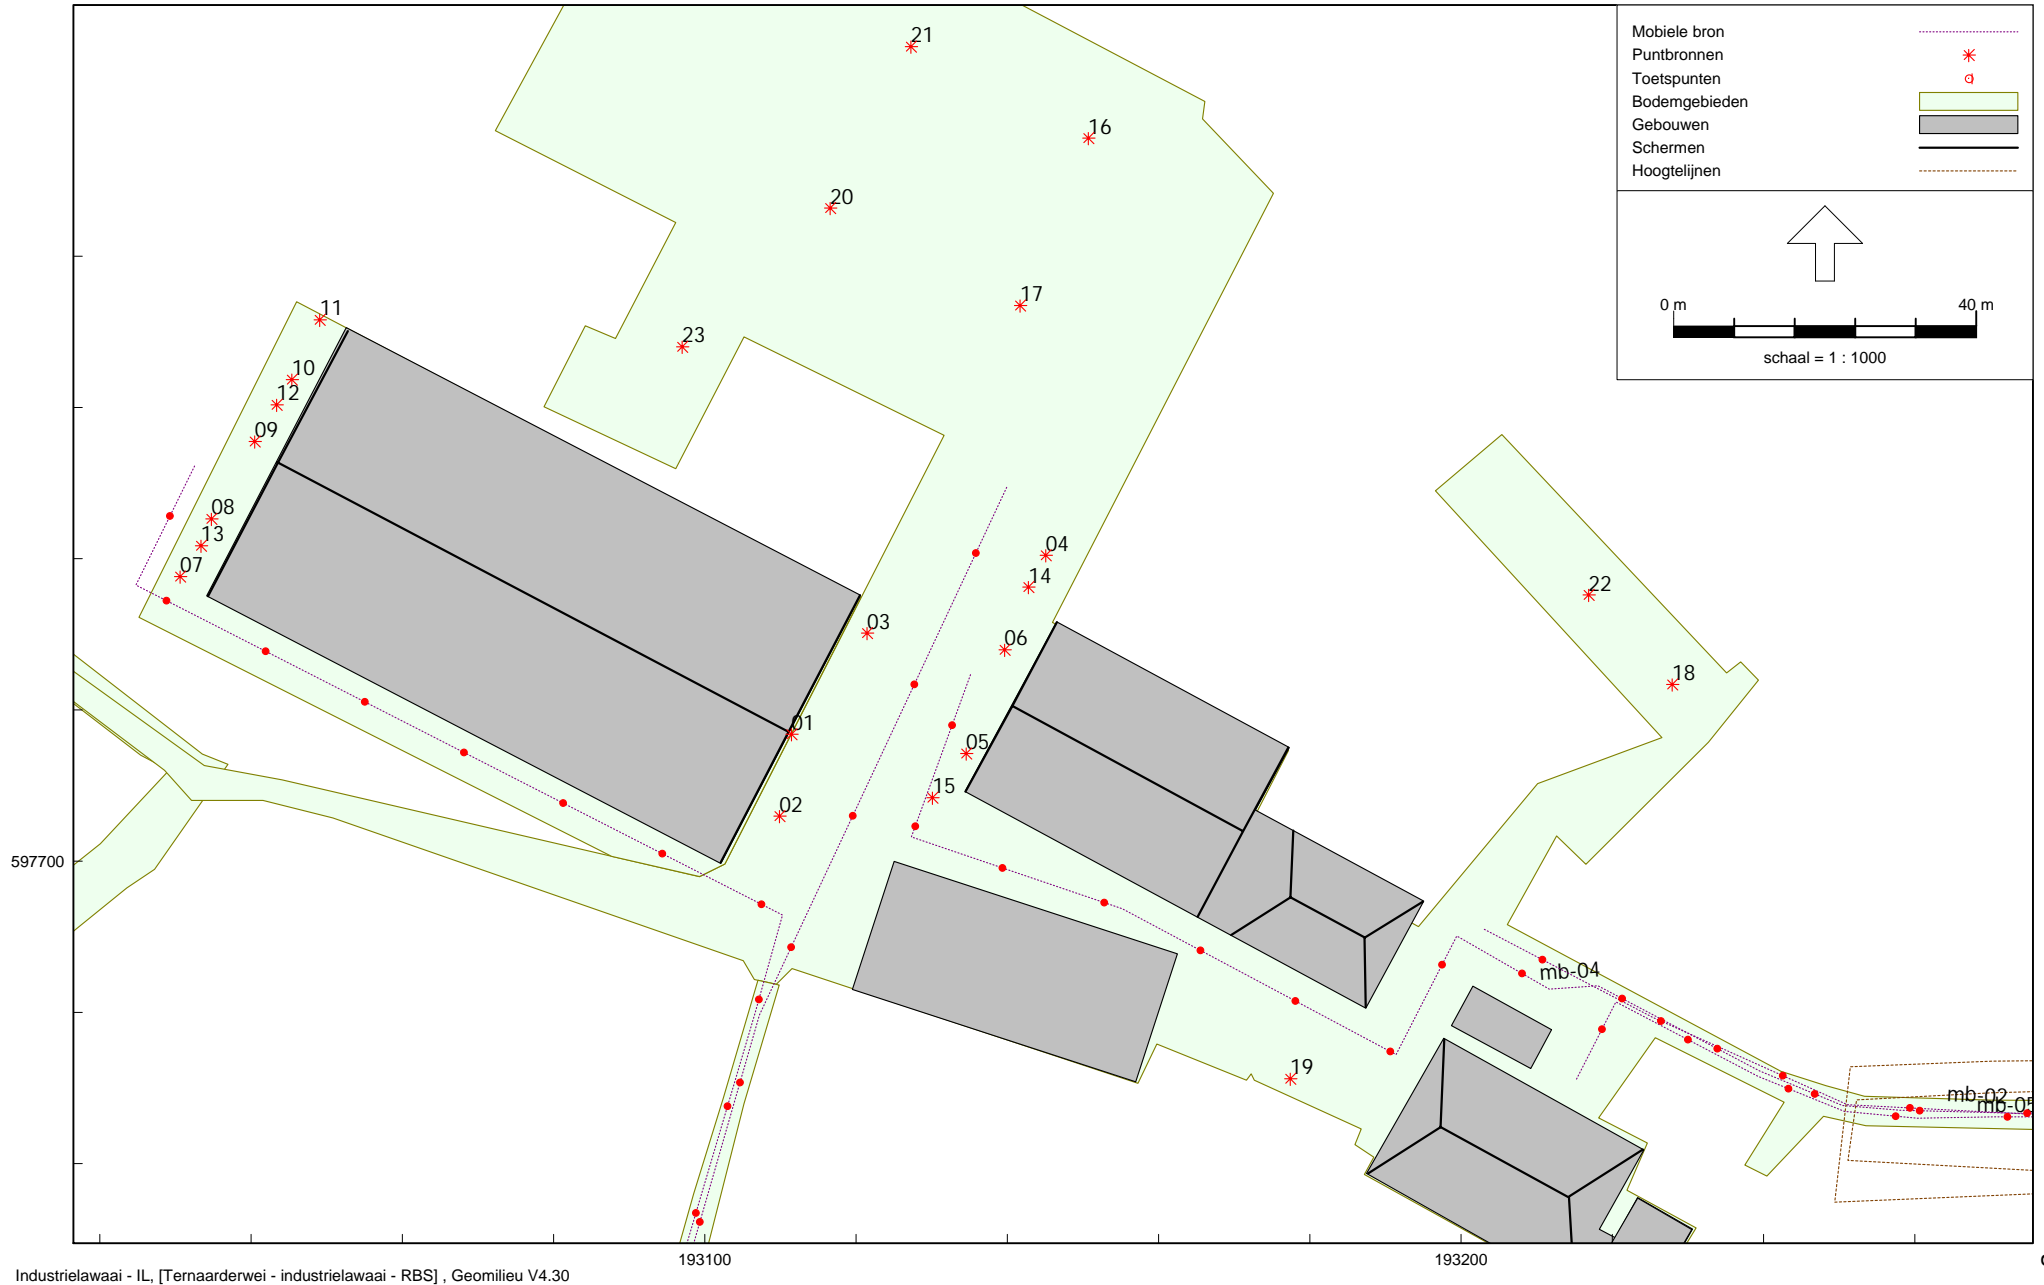 21
Mobiele bron
Puntbronnen
Toetspunten
Bodemgebieden
Gebouwen
Schermen
Hoogtelijnen
16
20
0 m 40 m
schaal = 1 : 1000
17
11
23
10
12
09
08
13
07
04
14
22
03
06
18
01
05
15
02
597700
mb-04
19
mb-02
mb-05
193100
193200
Industrielawaai - IL, [Ternaarderwei - industrielawaai - RBS] , Geomilieu V4.30